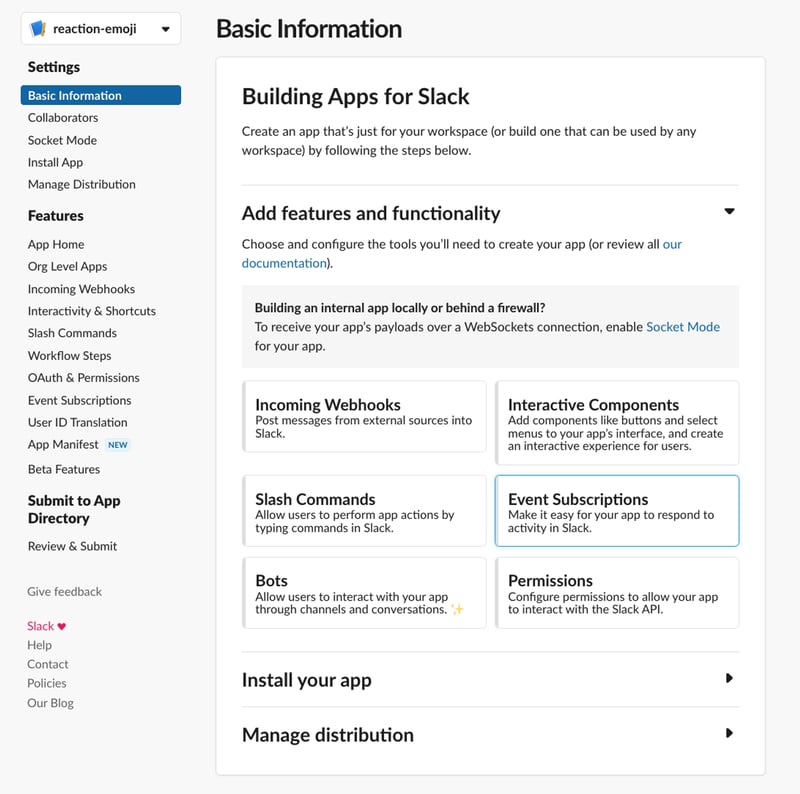 reaction-emoji
Settings
Basic Information
Collaborators
Socket Mode
Install App
Manage Distribution
Features
App Home
Org Level Apps
Incoming Webhooks
Interactivity & Shortcuts
Slash Commands
Workflow Steps
OAuth & Permissions
Event Subscriptions
User ID Translation
App Manifest NEW
Beta Features
Submit to App
Directory
Review & Submit
Give feedback
Slack ♥
Help
Contact
Policies
Our Blog
Basic Information
Building Apps for Slack
Create an app that’s just for your workspace (or build one that can be used by any
workspace) by following the steps below.
Add features and functionality
Choose and configure the tools you’ll need to create your app (or review all our
documentation).
Building an internal app locally or behind a firewall?
To receive your app’s payloads over a WebSockets connection, enable Socket Mode
for your app.
Incoming Webhooks
Post messages from external sources into
Slack.
Interactive Components
Add components like buttons and select
menus to your app’s interface, and create
an interactive experience for users.
Slash Commands
Allow users to perform app actions by
typing commands in Slack.
Event Subscriptions
Make it easy for your app to respond to
activity in Slack.
Bots
Allow users to interact with your app
through channels and conversations. ✨
Permissions
Configure permissions to allow your app
to interact with the Slack API.
Install your app
Manage distribution